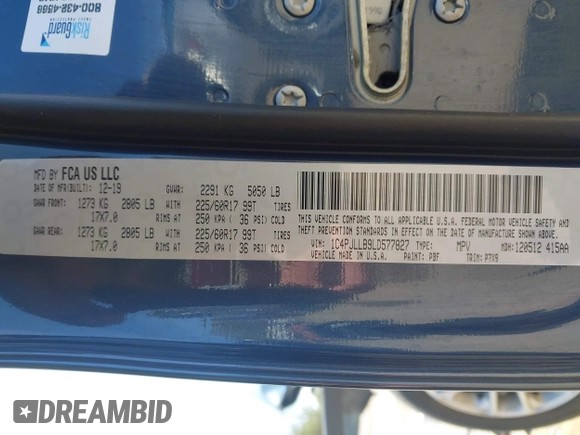 800-432-4566
RiskGuard
THEFT PROTECTION
MFD BY FCA US LLC
DATE OF MFR(BUILT): 12-19 GVWR: 2291 KG 5050 LB
GAWR FRONT: 1273 KG 2805 LB WITH 225/60R17 99T TIRES
17X7.0 RIMS AT 250 KPA ( 36 PSI) COLD
GAWR REAR: 1273 KG 2805 LB WITH 225/60R17 99T TIRES
17X7.0 RIMS AT 250 KPA ( 36 PSI) COLD
THIS VEHICLE CONFORMS TO ALL APPLICABLE U.S.A. FEDERAL MOTOR VEHICLE SAFETY,
BUMPER, AND THEFT PREVENTION STANDARDS IN EFFECT ON THE DATE OF MANUFACTURE SHOWN ABOVE.
VIN: 1C4PJLLB9LD577827 TYPE: MPV MDH: 120512 415AA
VEHICLE MADE IN U.S.A. PAINT: PBF TRIM: P7X9
DREAMBID